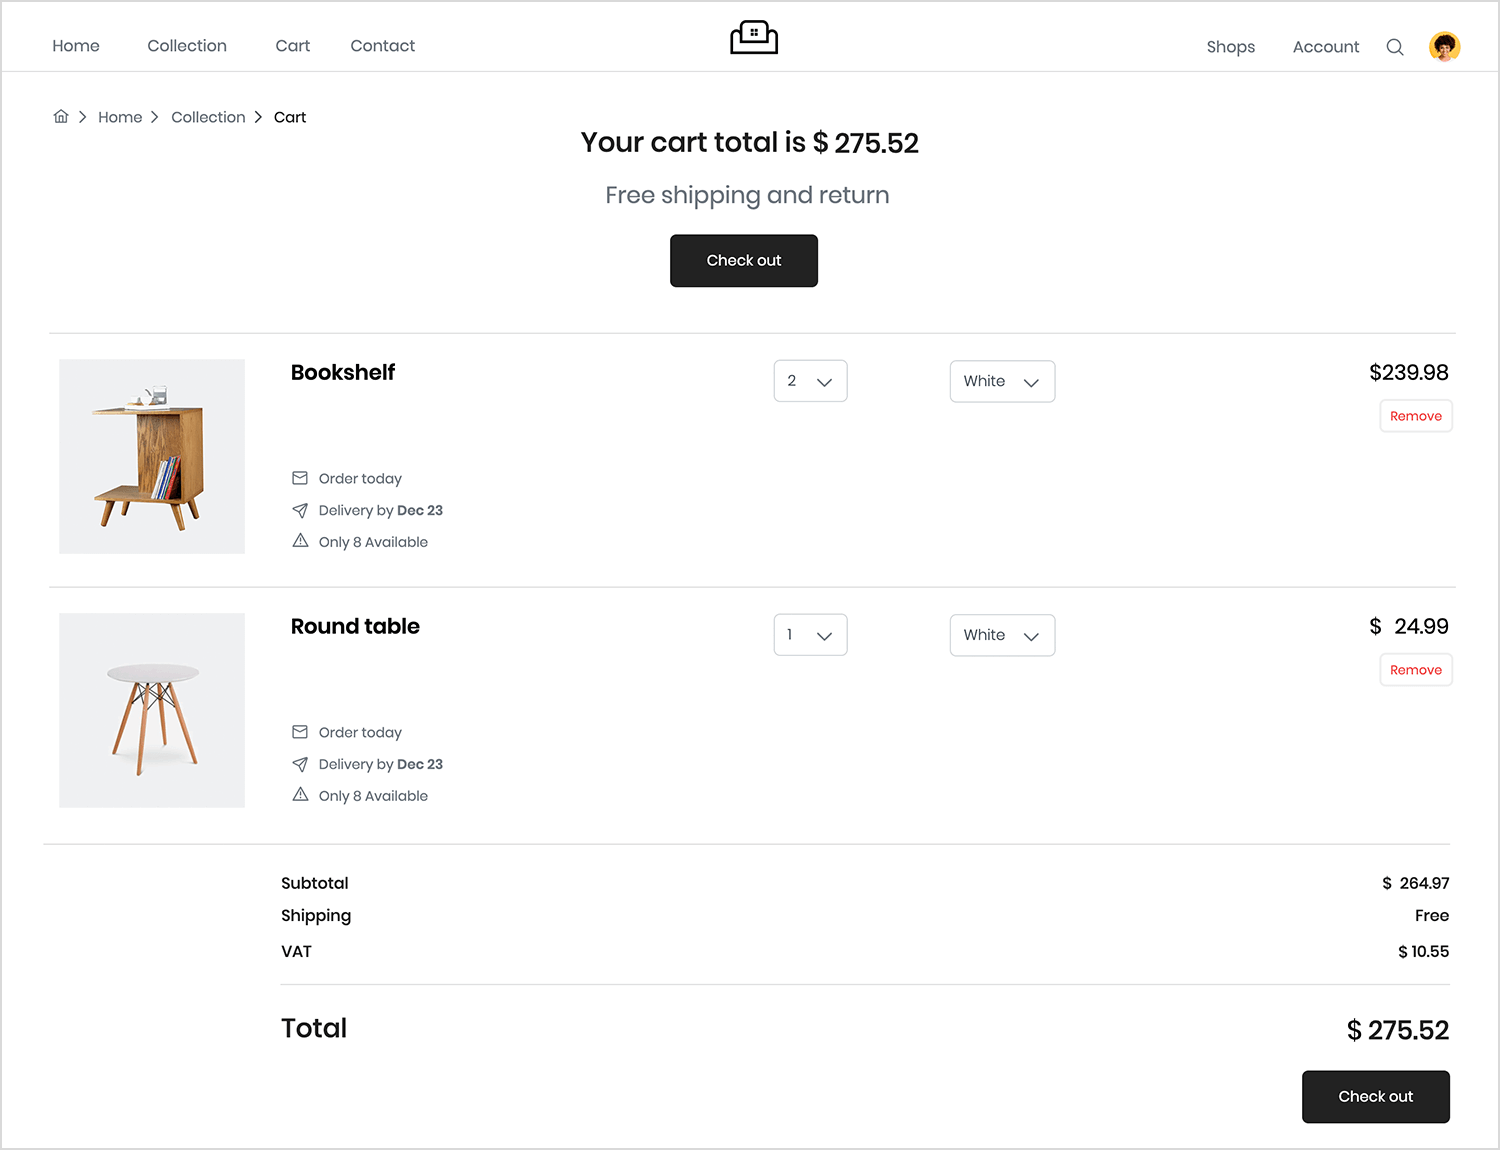 Home Collection Cart Contact Shops Account
Home Collection Cart
Your cart total is $ 275.52
Free shipping and return
Check out
Bookshelf 2 White $239.98
Remove
Order today
Delivery by Dec 23
Only 8 Available
Round table 1 White $ 24.99
Remove
Order today
Delivery by Dec 23
Only 8 Available
Subtotal $ 264.97
Shipping Free
VAT $ 10.55
Total $ 275.52
Check out